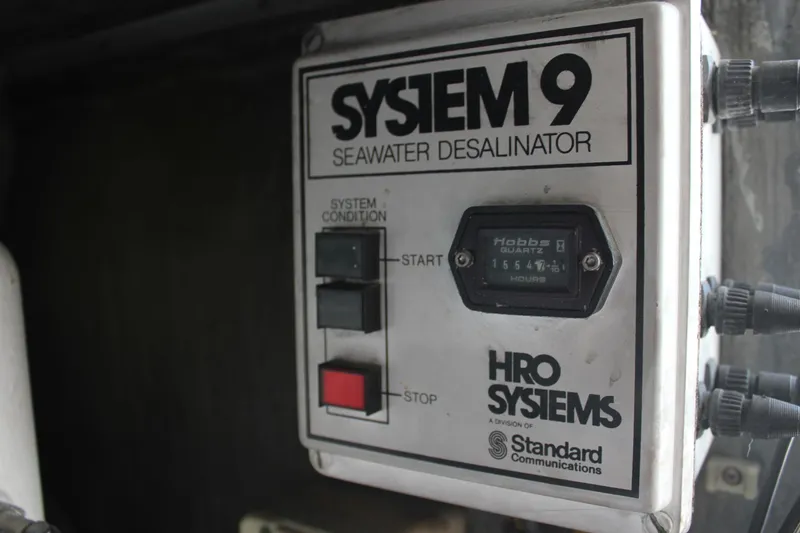 SYSTEM 9
SEAWATER DESALINATOR
SYSTEM
CONDITION
START
STOP
Hobbs
QUARTZ
HOURS
HRO
SYSTEMS
A DIVISION OF
Standard
Communications